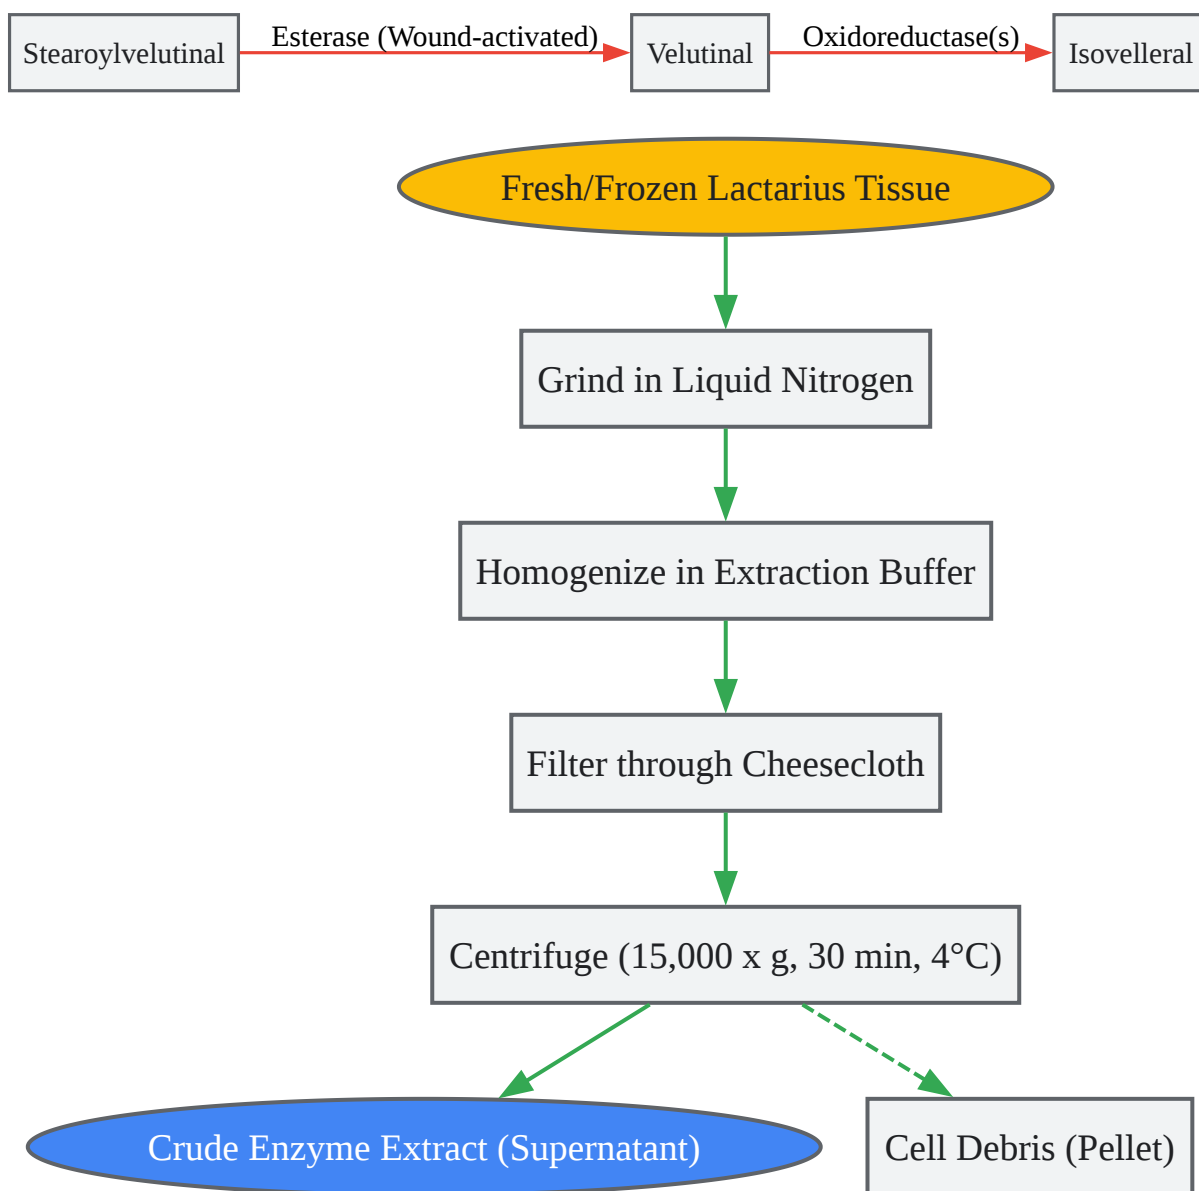 Stearoylvelutinal
Esterase (Wound-activated)
Velutinal
Oxidoreductase(s)
Isovelleral
Fresh/Frozen Lactarius Tissue
Grind in Liquid Nitrogen
Homogenize in Extraction Buffer
Filter through Cheesecloth
Centrifuge (15,000 x g, 30 min, 4°C)
Crude Enzyme Extract (Supernatant)
Cell Debris (Pellet)